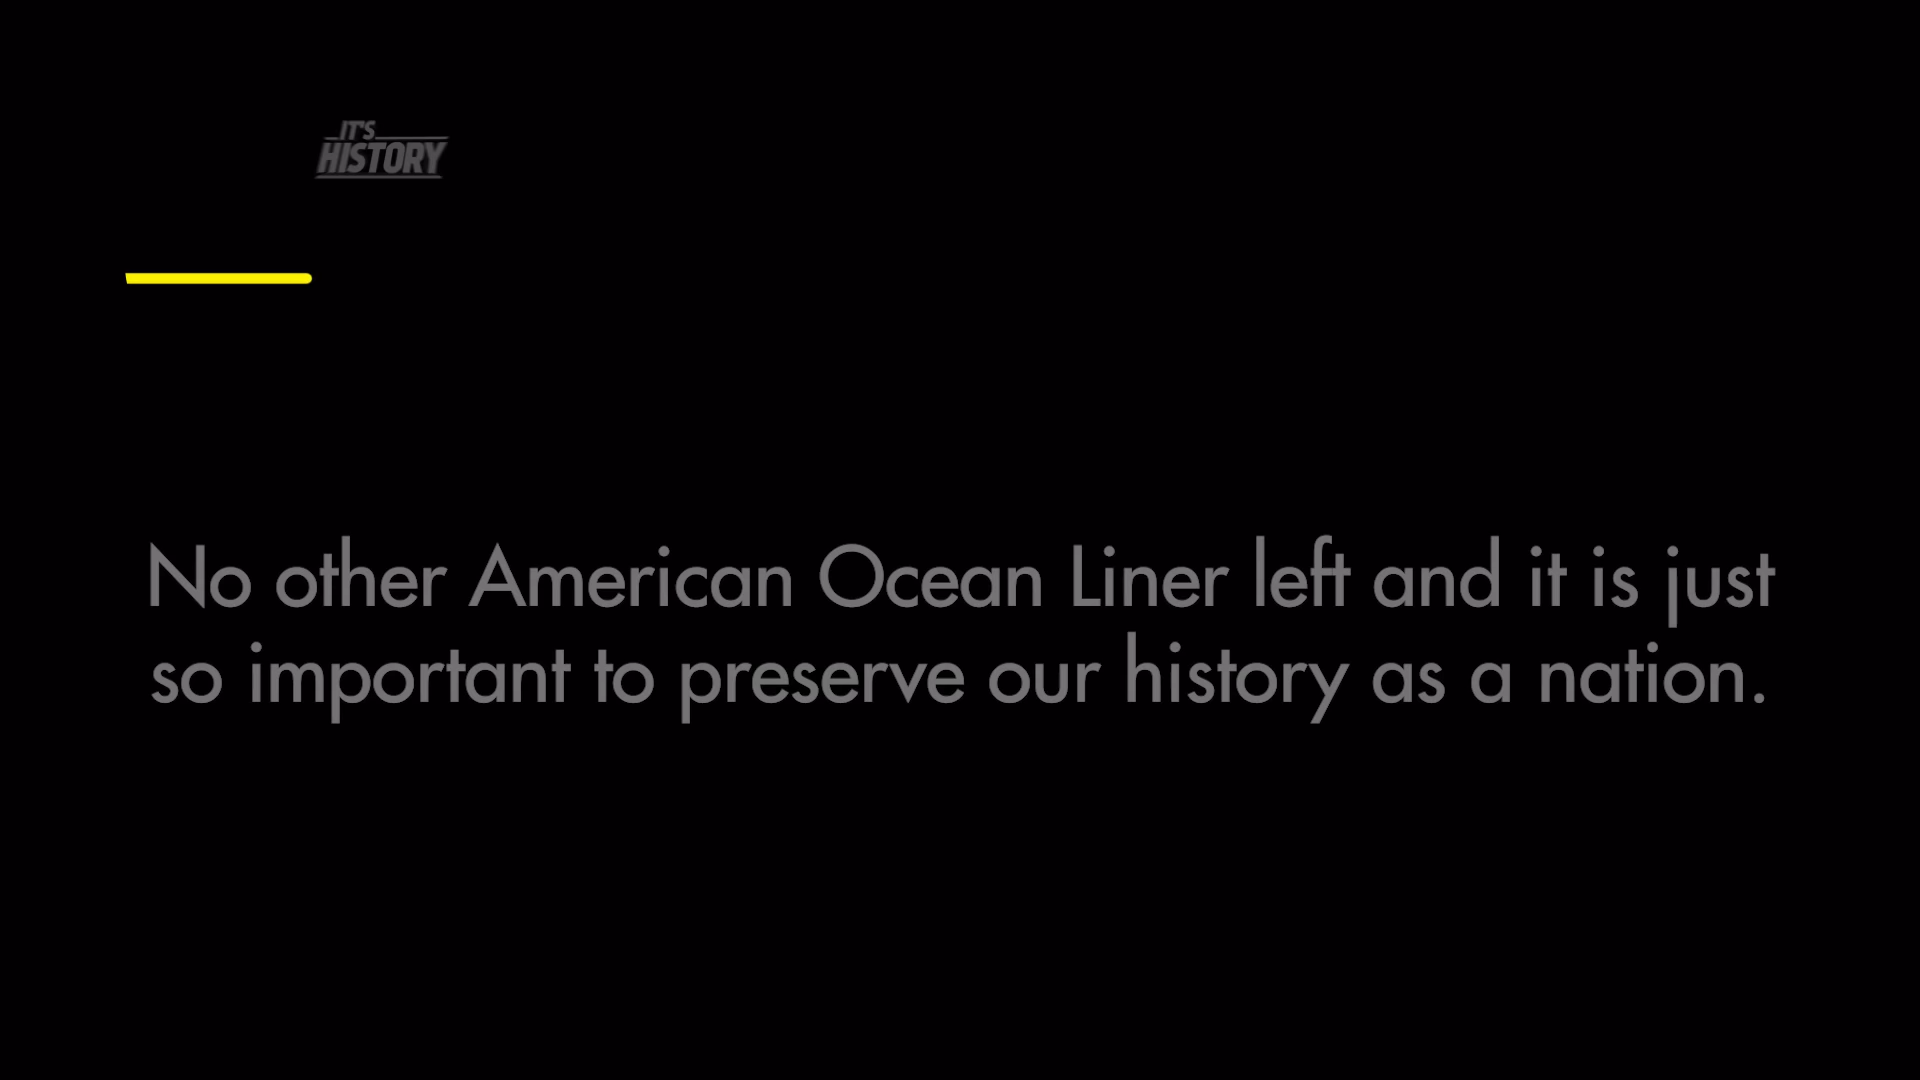 IT'S
HISTORY
No other American Ocean Liner left and it is just
so important to preserve our history as a nation.